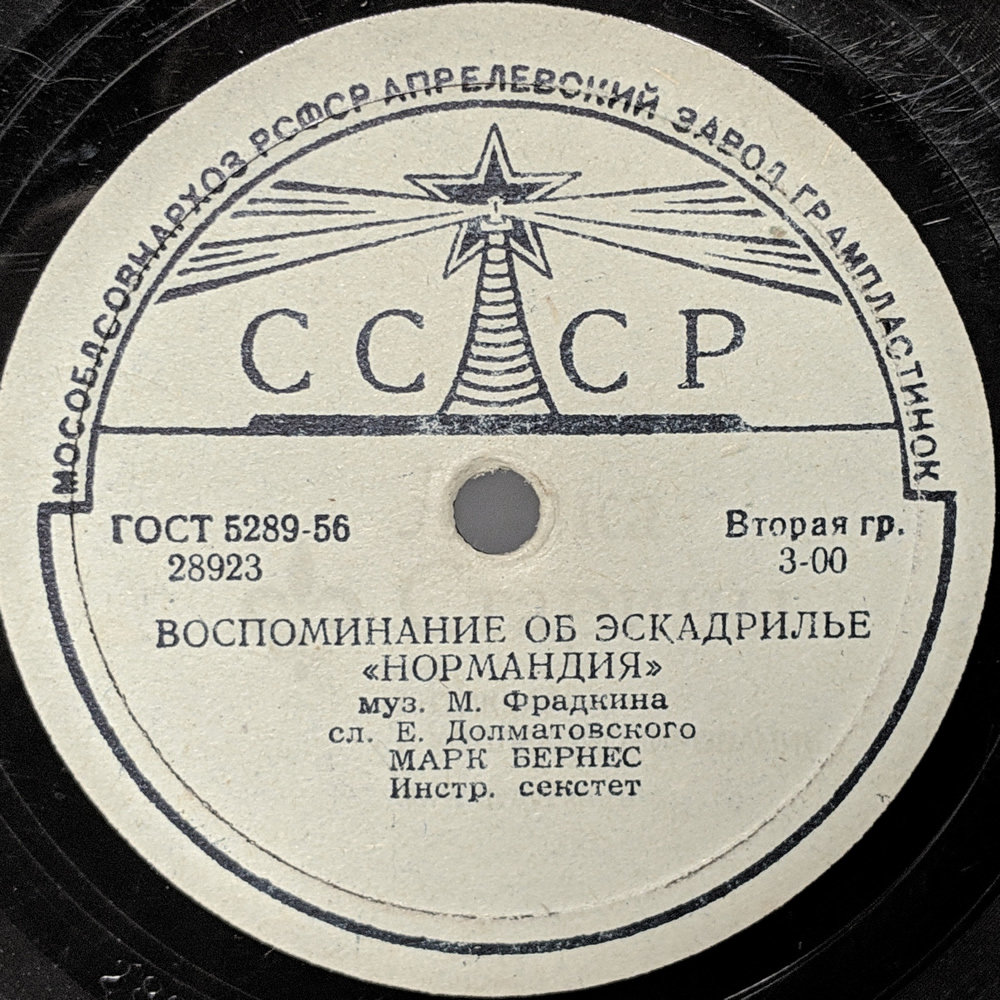 МОСОБЛСОВНАРХОЗ РСФСР АПРЕЛЕВСКИЙ ЗАВОД ГРАМПЛАСТИНОК
СССР
ГОСТ 5289-56
28923
Вторая гр.
3-00
ВОСПОМИНАНИЕ ОБ ЭСКАДРИЛЬЕ
«НОРМАНДИЯ»
муз. М. Фрадкина
сл. Е. Долматовского
МАРК БЕРНЕС
Инстр. секстет